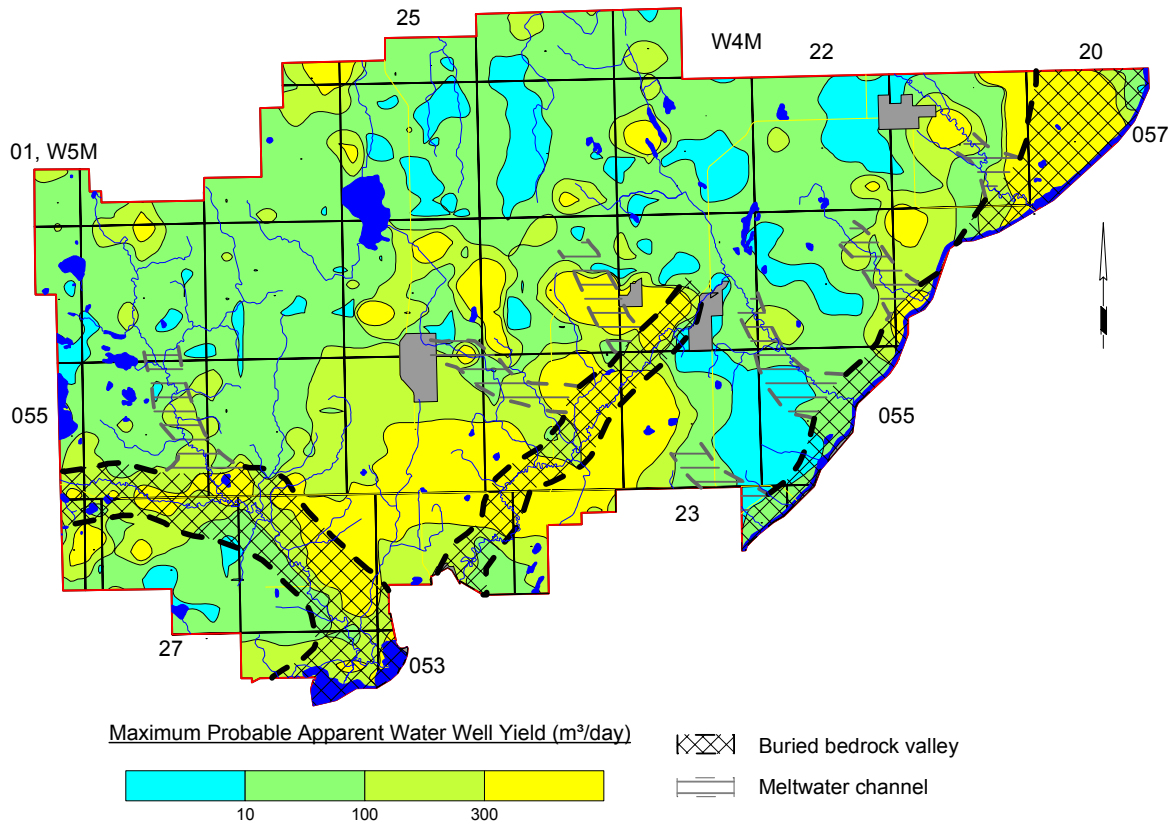 25
W4M
22
20
057
01, W5M
055
055
23
27
053
Maximum Probable Apparent Water Well Yield (m³/day)
10
100
300
Buried bedrock valley
Meltwater channel